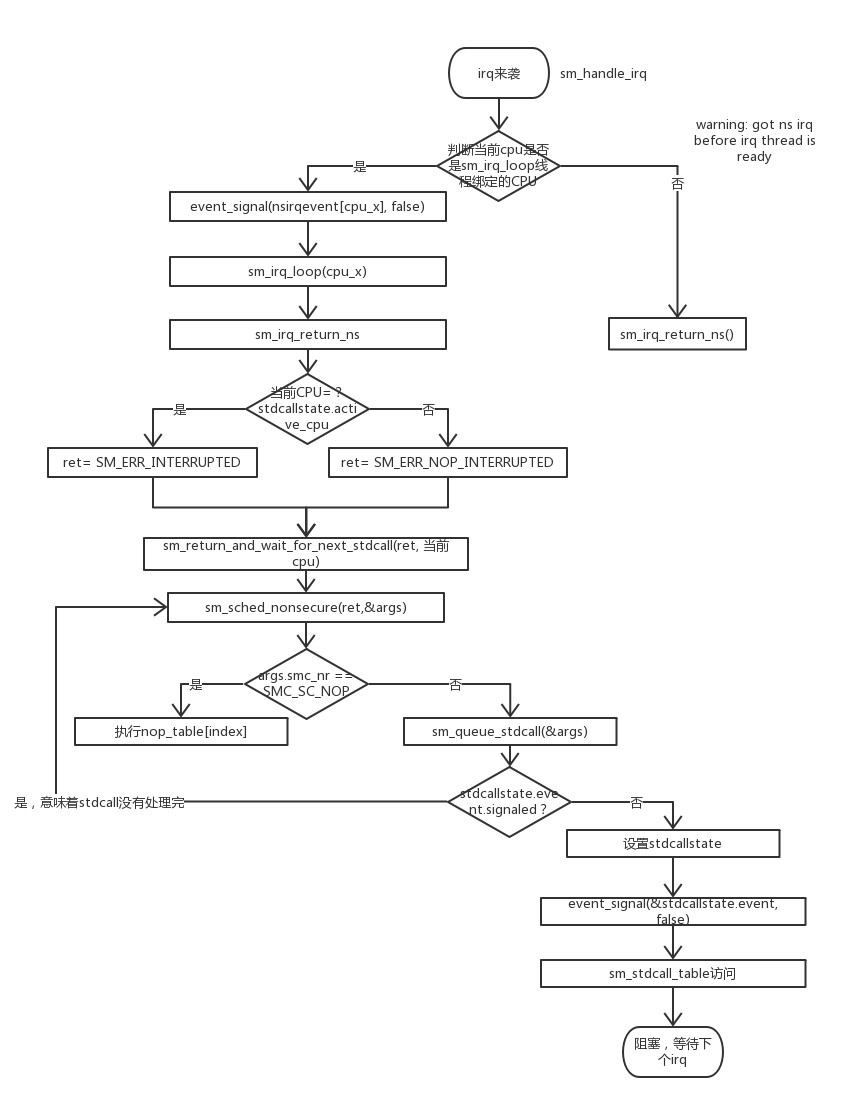 irq来袭
sm_handle_irq
warning: got ns irq
before irq thread is
ready
判断当前cpu是否
是sm_irq_loop线
程绑定的CPU
是
否
event_signal(nsirqevent[cpu_x], false)
sm_irq_loop(cpu_x)
sm_irq_return_ns
sm_irq_return_ns()
当前CPU=？
stdcallstate.acti
ve_cpu
是
否
ret= SM_ERR_INTERRUPTED
ret= SM_ERR_NOP_INTERRUPTED
sm_return_and_wait_for_next_stdcall(ret, 当前
cpu)
sm_sched_nonsecure(ret,&args)
args.smc_nr ==
SMC_SC_NOP
是
否
执行nop_table[index]
sm_queue_stdcall(&args)
stdcallstate.eve
nt.signaled？
是，意味着stdcall没有处理完
否
设置stdcallstate
event_signal(&stdcallstate.event,
false)
sm_stdcall_table访问
阻塞，等待下
个irq